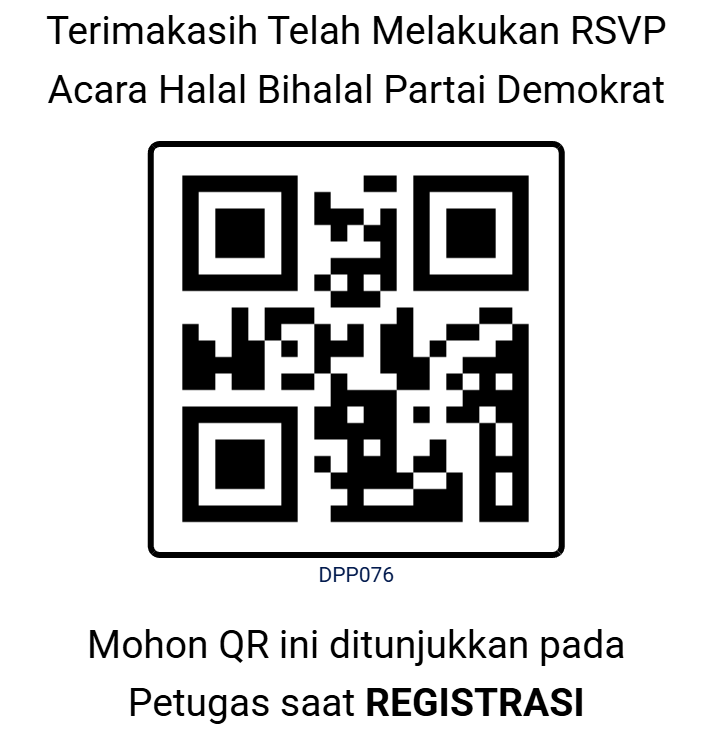 Terimakasih Telah Melakukan RSVP
Acara Halal Bihalal Partai Demokrat
DPP076
Mohon QR ini ditunjukkan pada
Petugas saat REGISTRASI